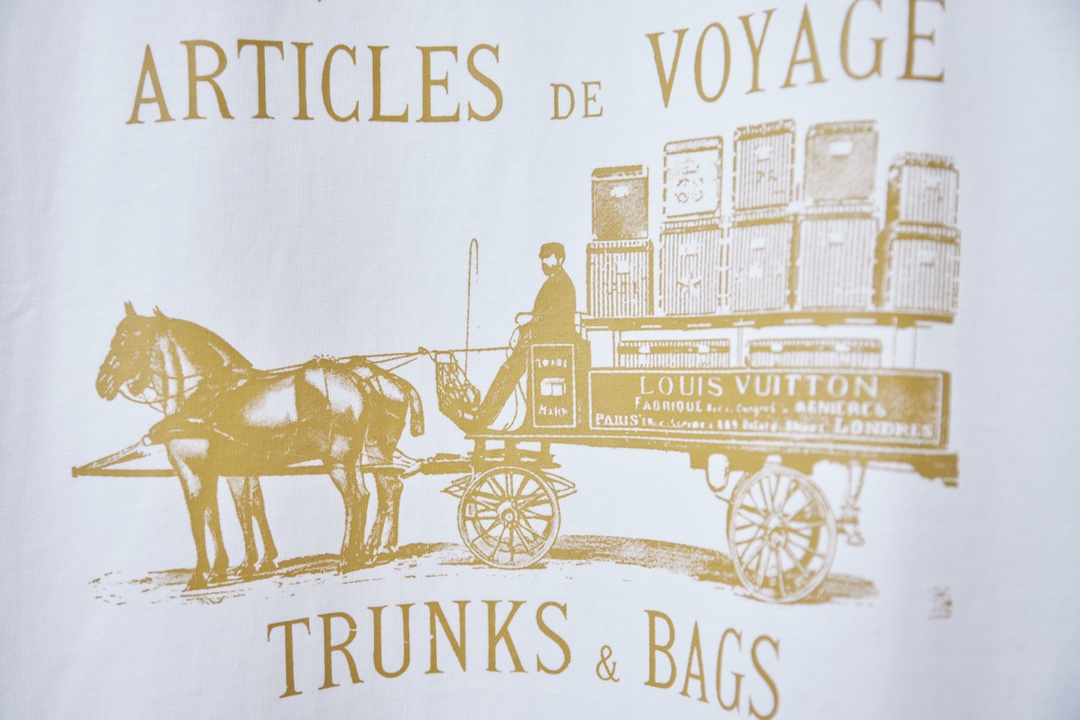 ARTICLES DE VOYAGE
LOUIS VUITTON
FABRIQUE ASNIERES
PARIS LONDRES
TRUNKS & BAGS